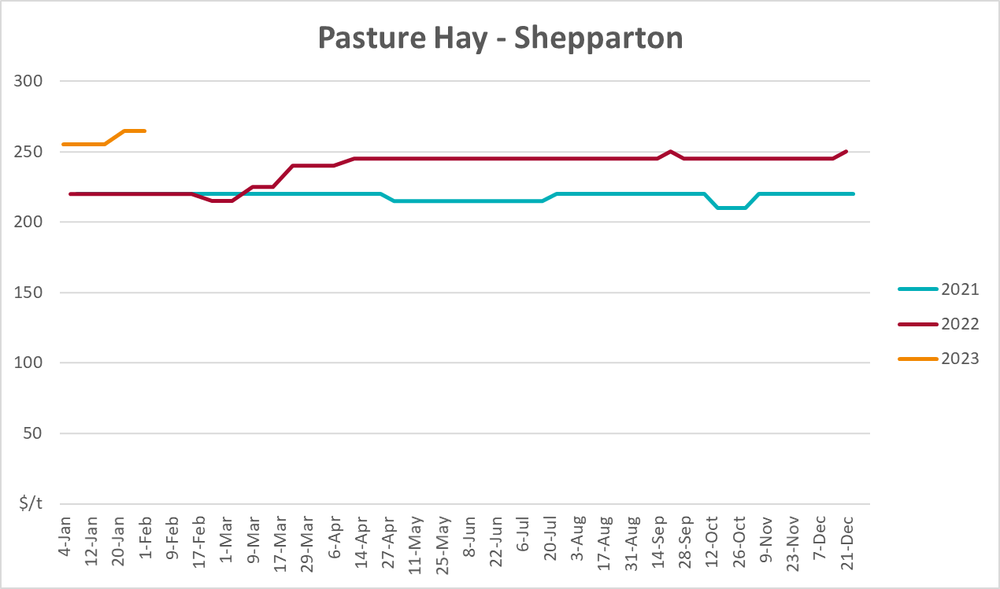 Pasture Hay - Shepparton
300
250
200
150
100
50
$/t
4-Jan
12-Jan
20-Jan
1-Feb
9-Feb
17-Feb
1-Mar
9-Mar
17-Mar
29-Mar
6-Apr
14-Apr
27-Apr
11-May
25-May
8-Jun
22-Jun
6-Jul
20-Jul
3-Aug
17-Aug
31-Aug
14-Sep
28-Sep
12-Oct
26-Oct
9-Nov
23-Nov
7-Dec
21-Dec
2021
2022
2023